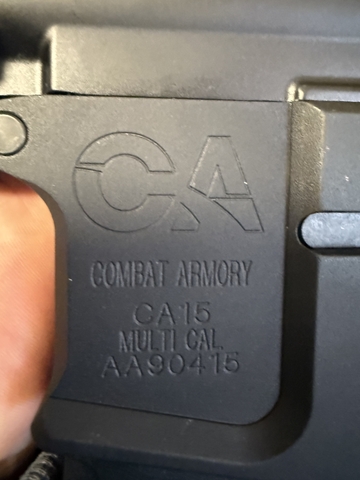 CA
COMBAT ARMORY
CA15
MULTI CAL.
AA90415